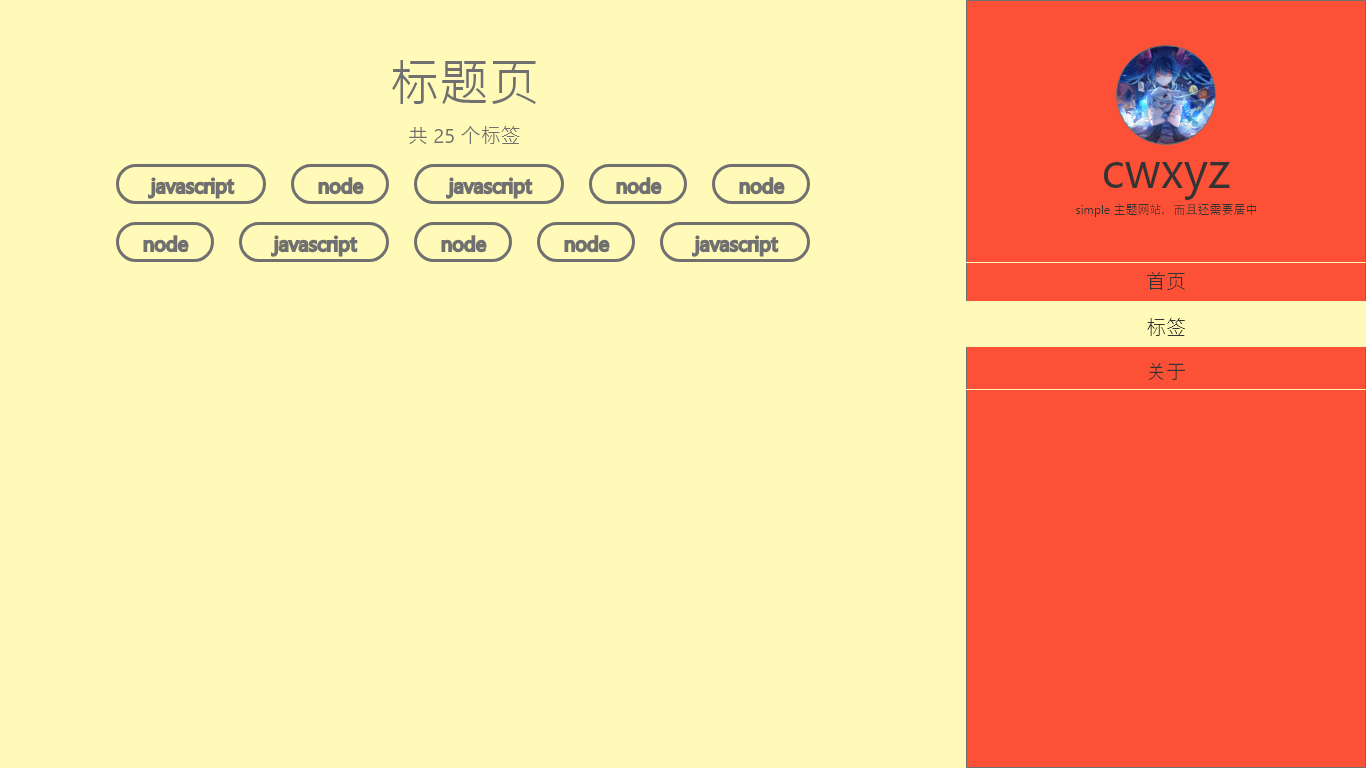 标题页
共 25 个标签
javascript node javascript node node
node javascript node node javascript
cwxyz
simple 主题网站，而且还需要居中
首页
标签
关于